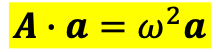 𝑨 ⋅ 𝒂 = 𝜔²𝒂